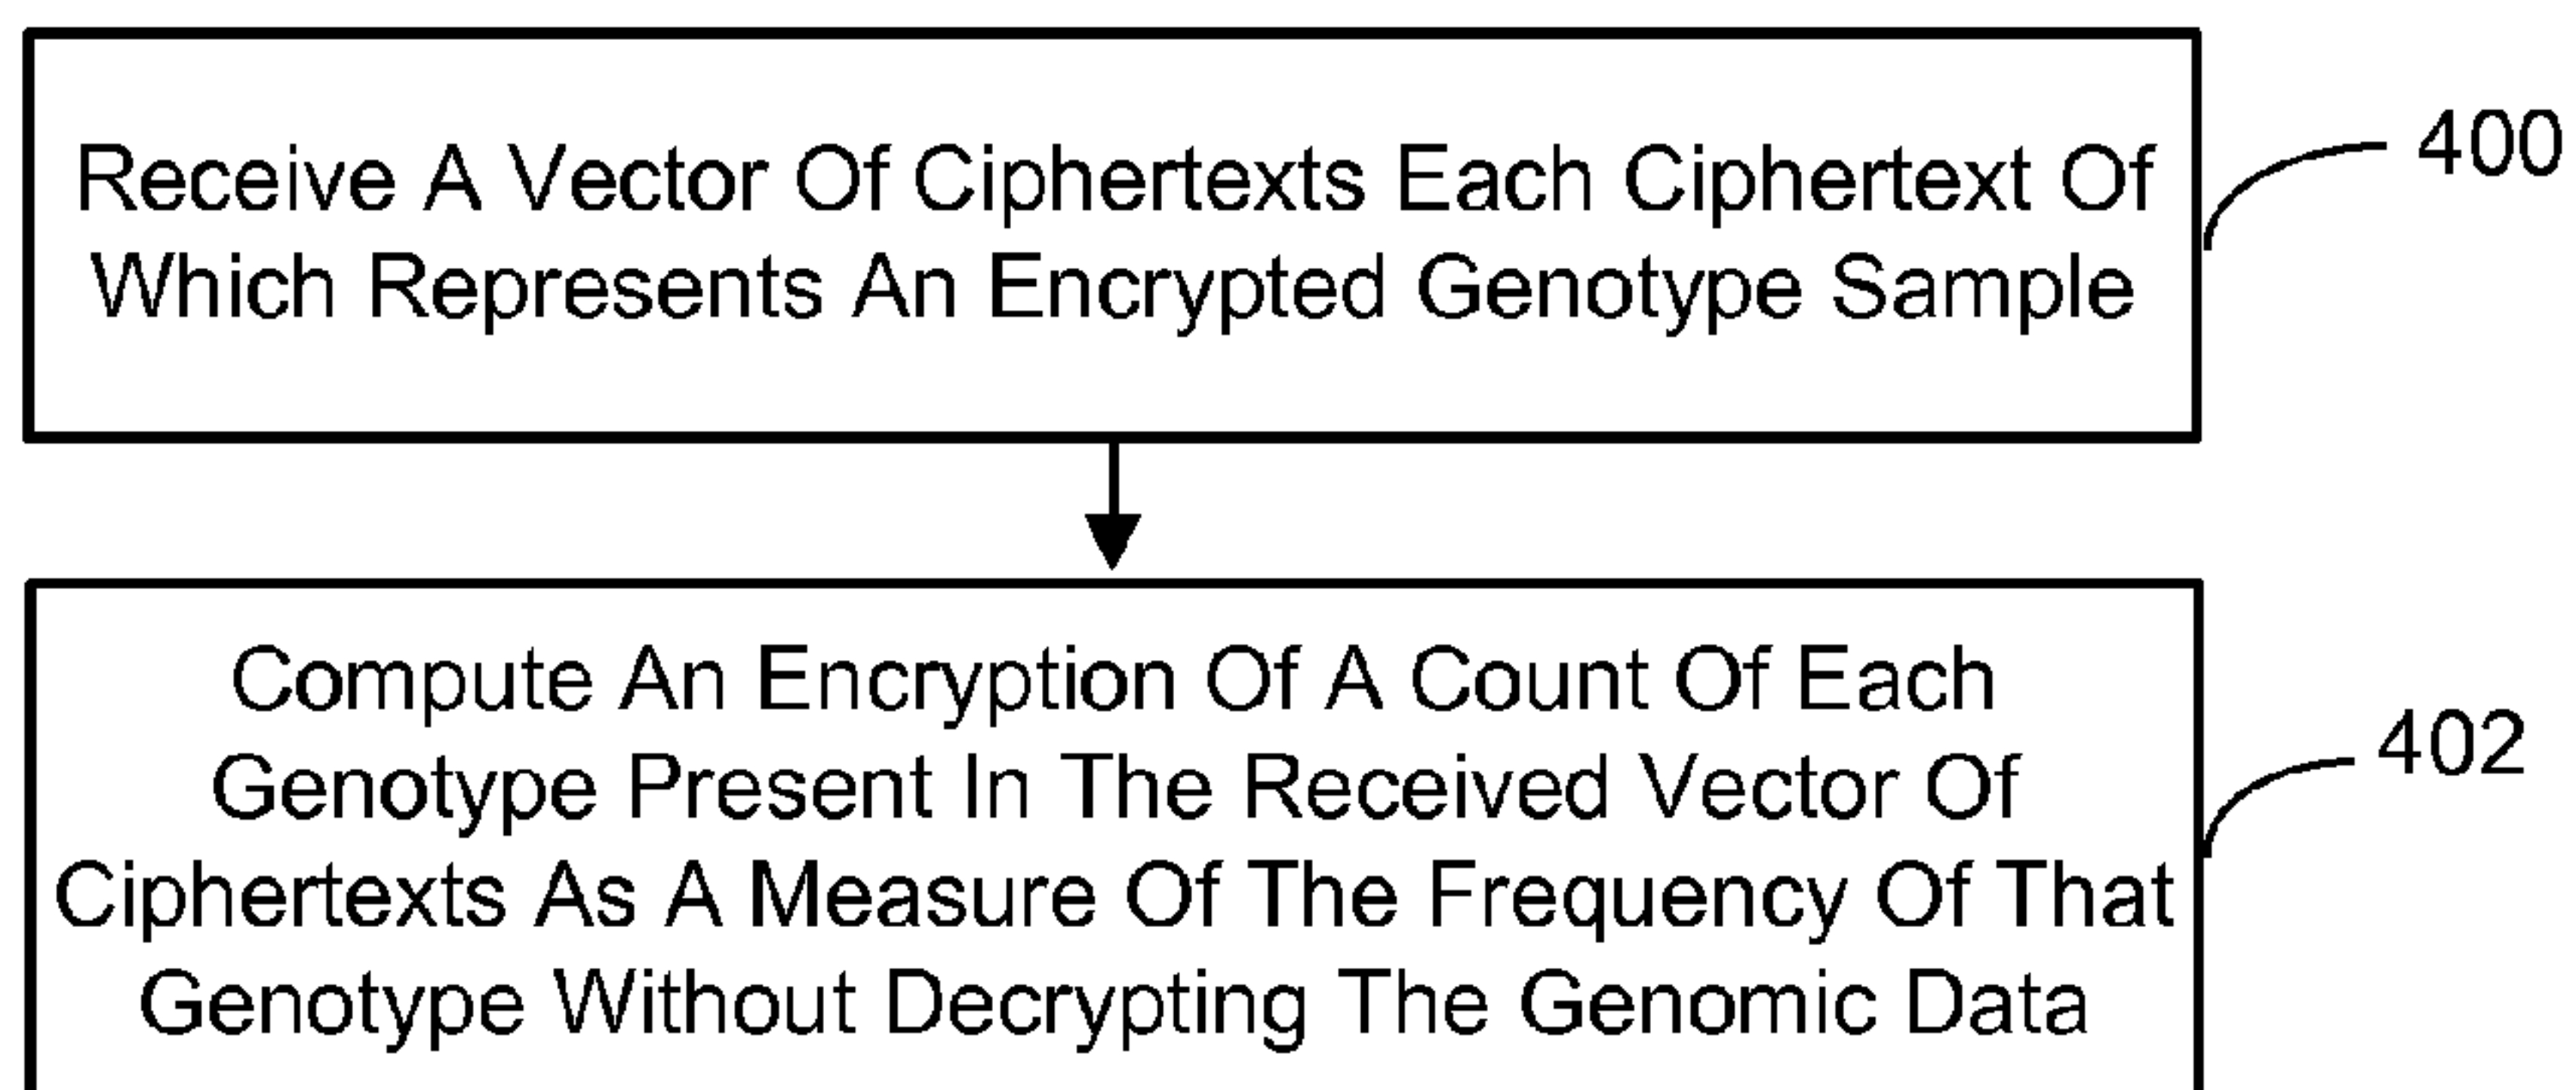 Receive A Vector Of Ciphertexts Each Ciphertext Of
Which Represents An Encrypted Genotype Sample
400
Compute An Encryption Of A Count Of Each
Genotype Present In The Received Vector Of
Ciphertexts As A Measure Of The Frequency Of That
Genotype Without Decrypting The Genomic Data
402